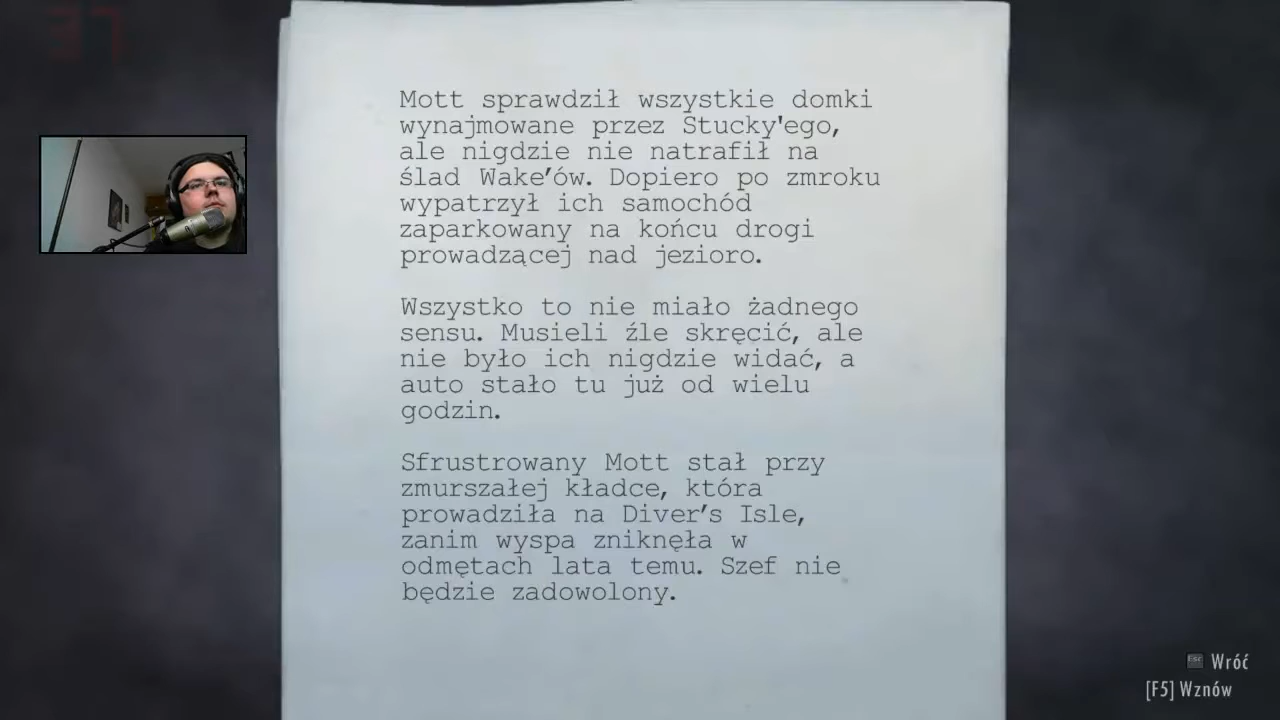 37
Mott sprawdził wszystkie domki
wynajmowane przez Stucky'ego,
ale nigdzie nie natrafił na
ślad Wake’ów. Dopiero po zmroku
wypatrzył ich samochód
zaparkowany na końcu drogi
prowadzącej nad jezioro.
Wszystko to nie miało żadnego
sensu. Musieli źle skręcić, ale
nie było ich nigdzie widać, a
auto stało tu już od wielu
godzin.
Sfrustrowany Mott stał przy
zmurszałej kładce, która
prowadziła na Diver’s Isle,
zanim wyspa zniknęła w
odmętach lata temu. Szef nie
będzie zadowolony.
Esc Wróć
[F5] Wznów